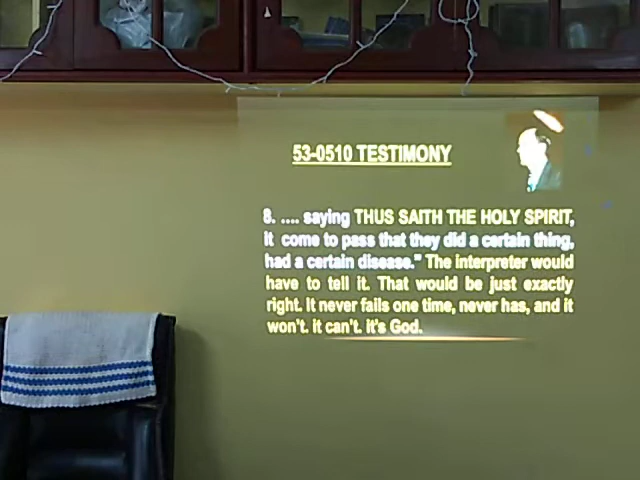 53-0510 TESTIMONY
8. .... saying THUS SAITH THE HOLY SPIRIT,
It come to pass that they did a certain thing,
had a certain disease." The interpreter would
have to tell it. That would be just exactly
right. It never fails one time, never has, and it
won't. it can't. it's God.